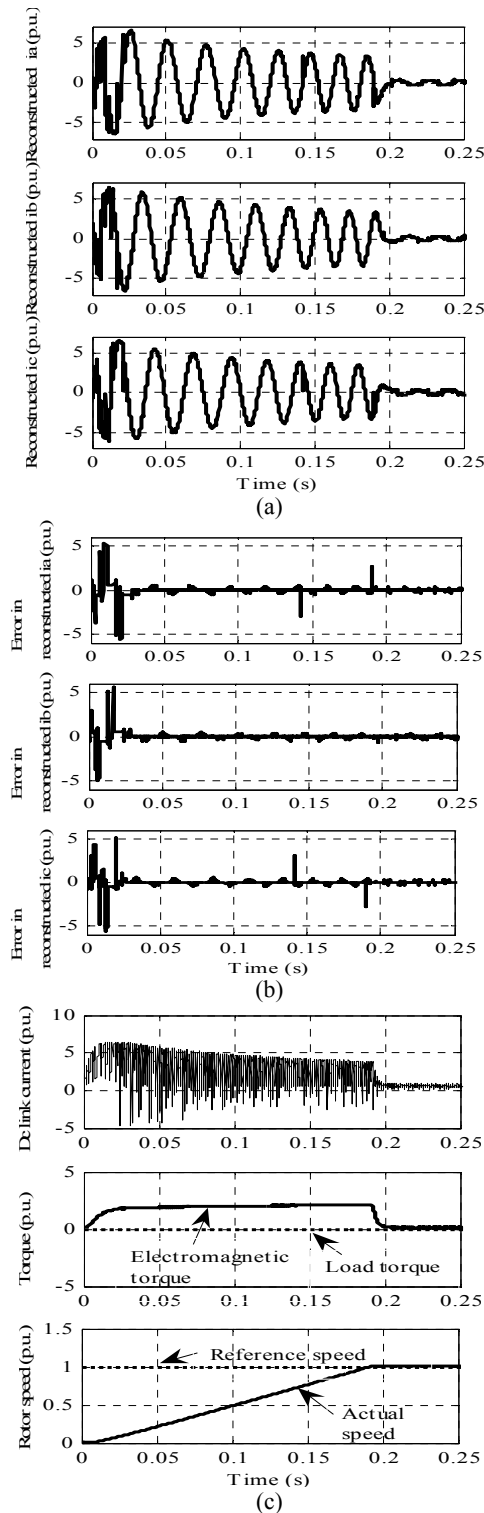 Reconstructed ia (p.u.)
5
0
-5
0 0.05 0.1 0.15 0.2 0.25
Reconstructed ib (p.u.)
5
0
-5
0 0.05 0.1 0.15 0.2 0.25
Reconstructed ic (p.u.)
5
0
-5
0 0.05 0.1 0.15 0.2 0.25
Time (s)
(a)
Error in
reconstructed ia (p.u.)
5
0
-5
0 0.05 0.1 0.15 0.2 0.25
Error in
reconstructed ib (p.u.)
5
0
-5
0 0.05 0.1 0.15 0.2 0.25
Error in
reconstructed ic (p.u.)
5
0
-5
0 0.05 0.1 0.15 0.2 0.25
Time (s)
(b)
Dc link current (p.u.)
10
5
0
-5
0 0.05 0.1 0.15 0.2 0.25
Torque (p.u.)
5
0
-5
Electromagnetic
torque
Load torque
0 0.05 0.1 0.15 0.2 0.25
Rotor speed (p.u.)
1.5
1
0.5
0
Reference speed
Actual
speed
0 0.05 0.1 0.15 0.2 0.25
Time (s)
(c)